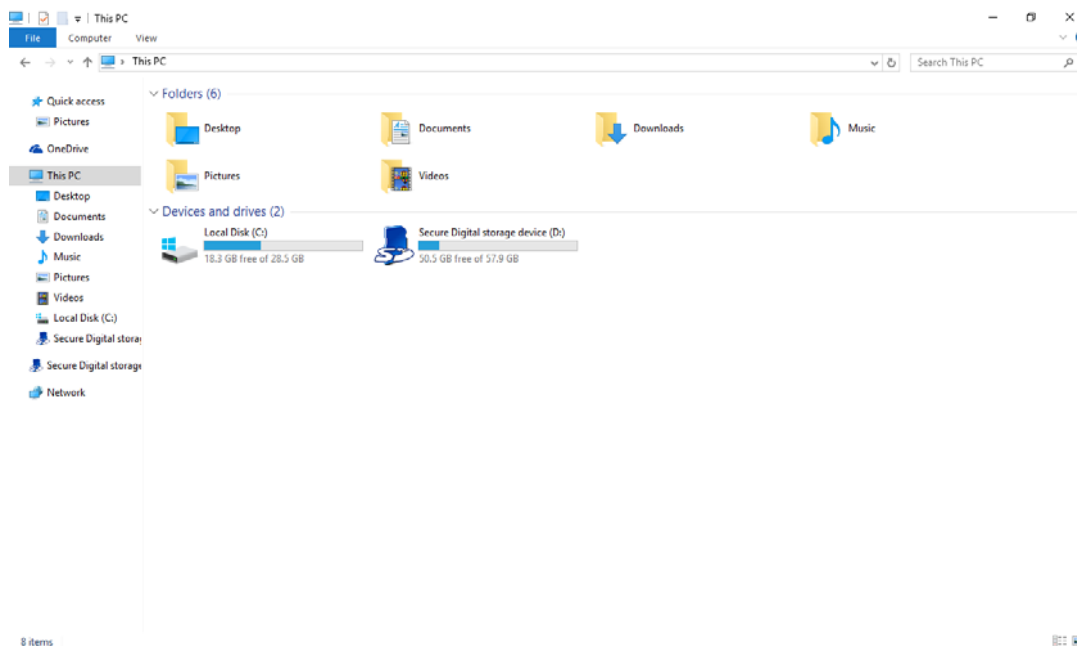 This PC
File Computer View
This PC Search This PC
Quick access
Pictures
OneDrive
This PC
Desktop
Documents
Downloads
Music
Pictures
Videos
Local Disk (C:)
Secure Digital stora
Secure Digital storage
Network
Folders (6)
Desktop Documents Downloads Music
Pictures Videos
Devices and drives (2)
Local Disk (C:) Secure Digital storage device (D:)
18.3 GB free of 28.5 GB 50.5 GB free of 57.9 GB
8 items